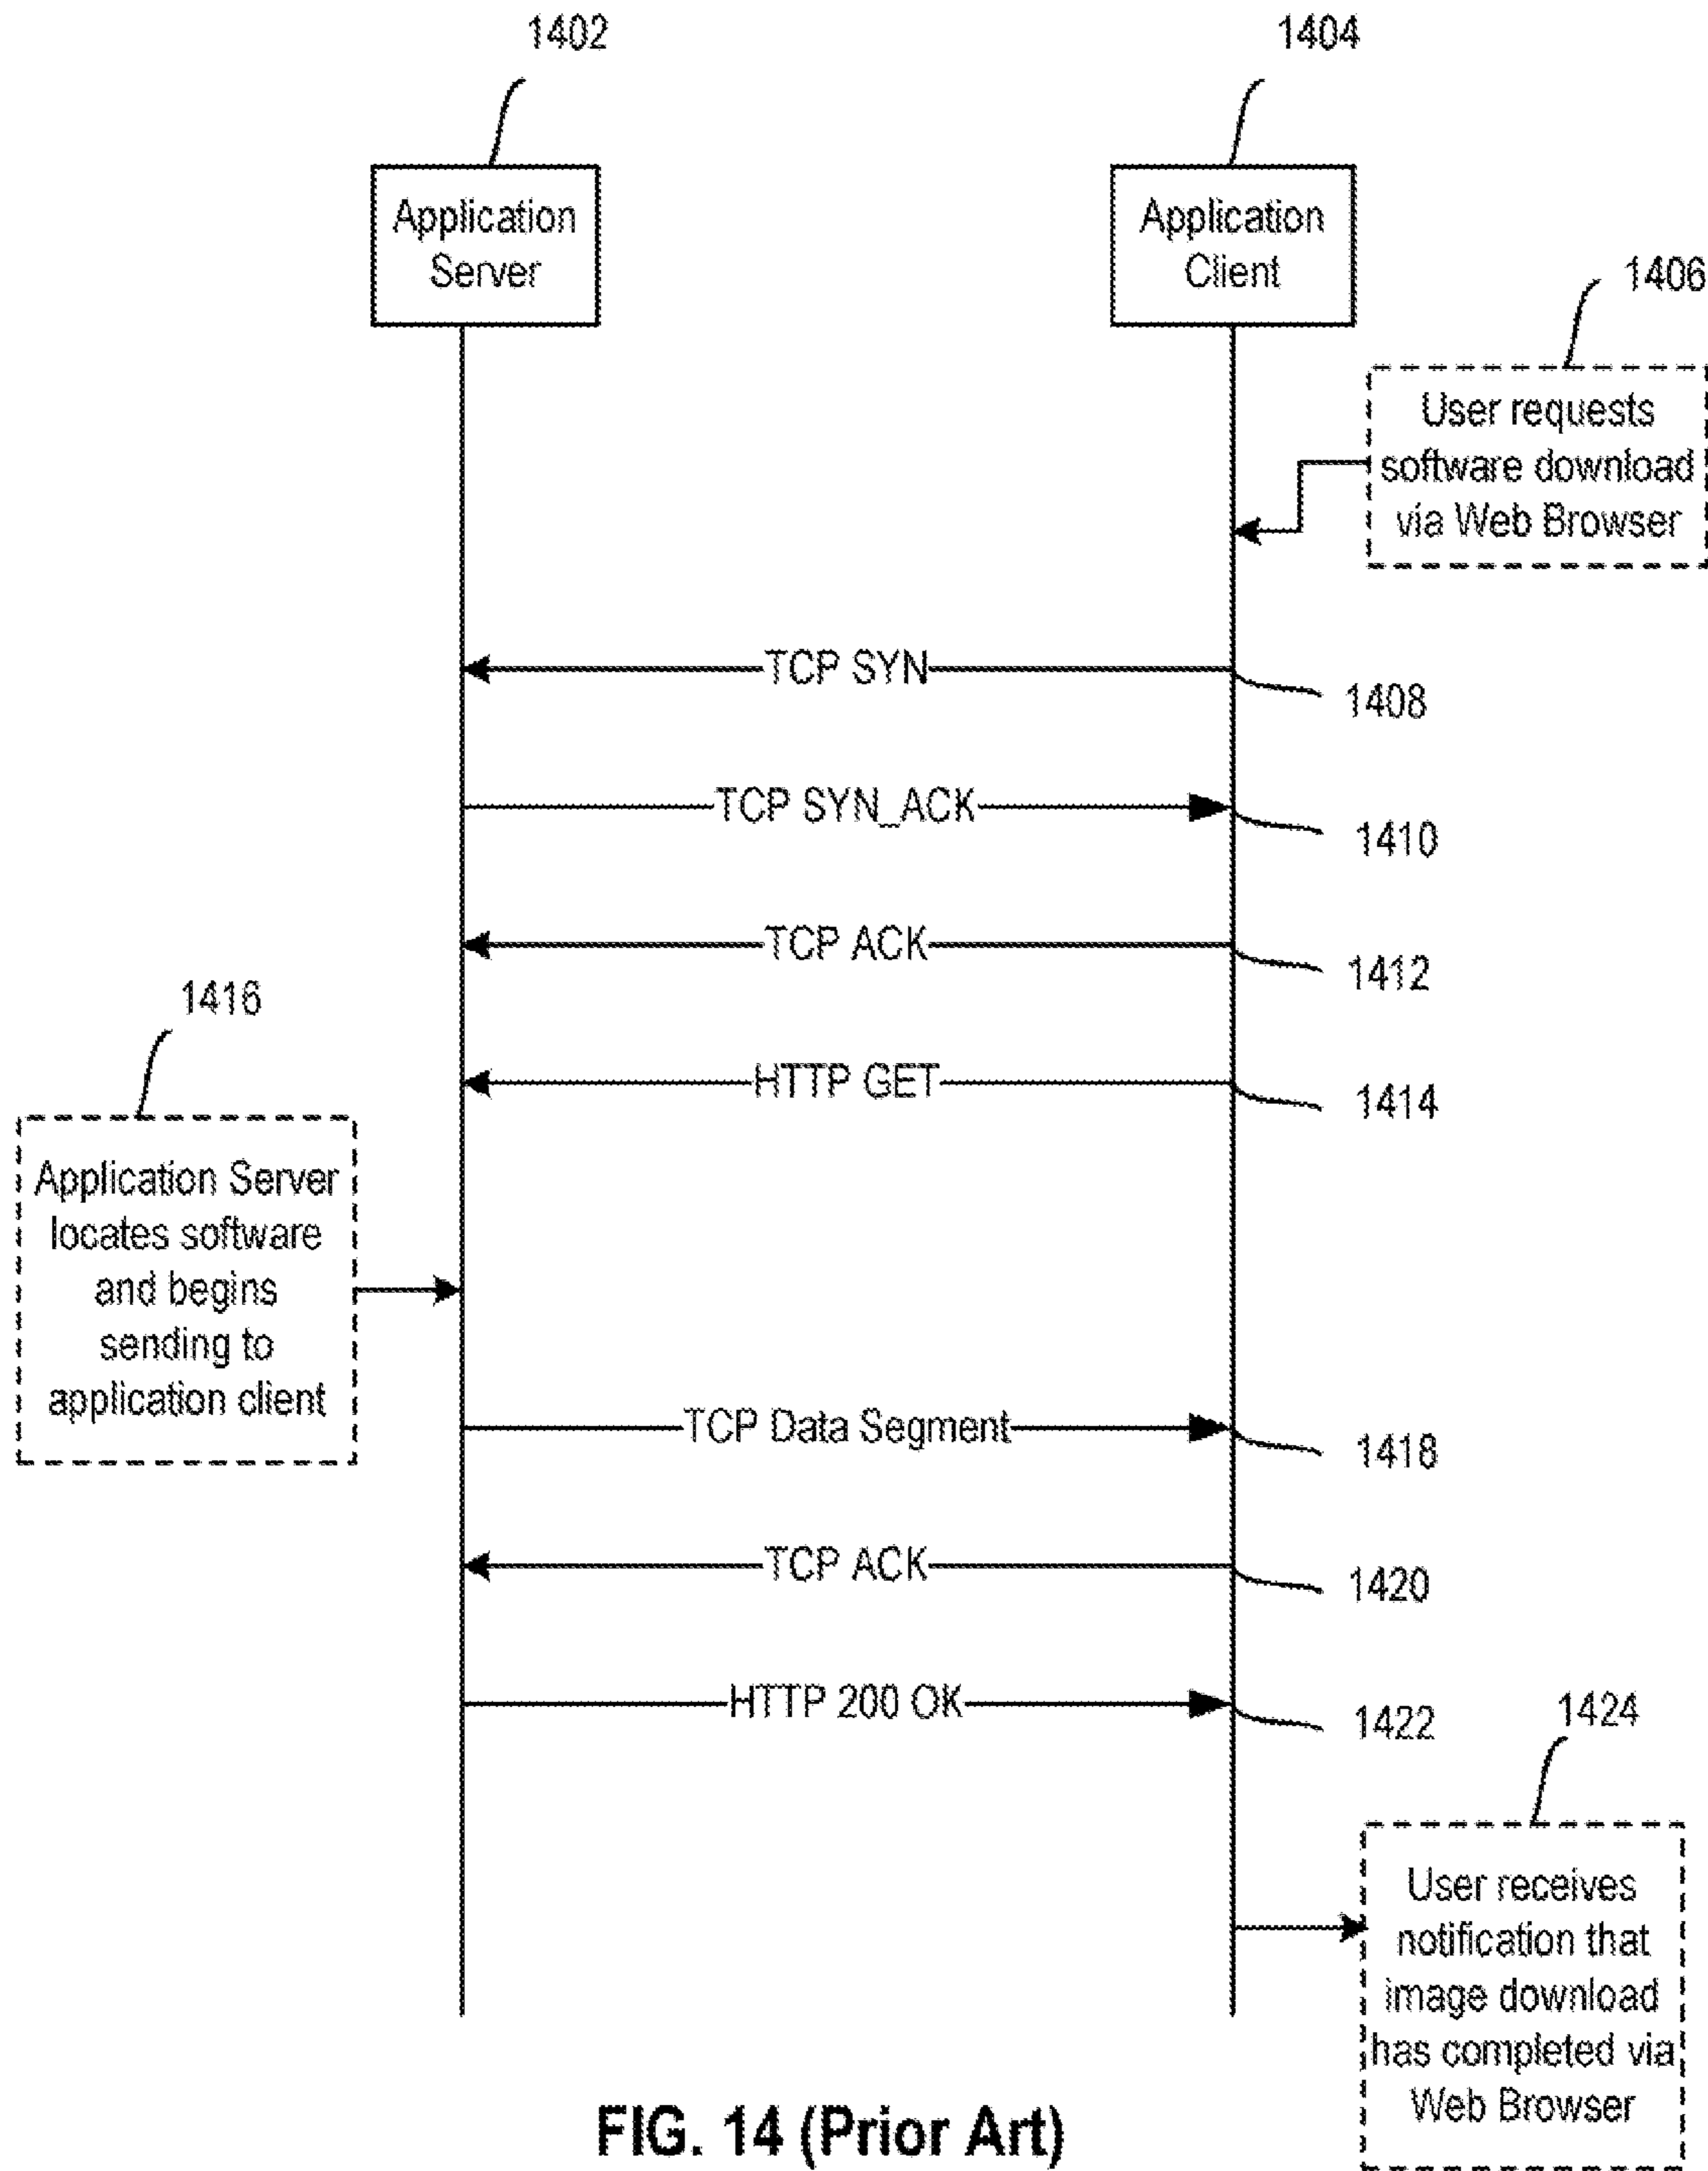 1402
1404
Application
Server
Application
Client
1406
User requests
software download
via Web Browser
TCP SYN
1408
TCP SYN_ACK
1410
TCP ACK
1412
1416
HTTP GET
1414
Application Server
locates software
and begins
sending to
application client
TCP Data Segment
1418
TCP ACK
1420
HTTP 200 OK
1422
1424
User receives
notification that
image download
has completed via
Web Browser
FIG. 14 (Prior Art)